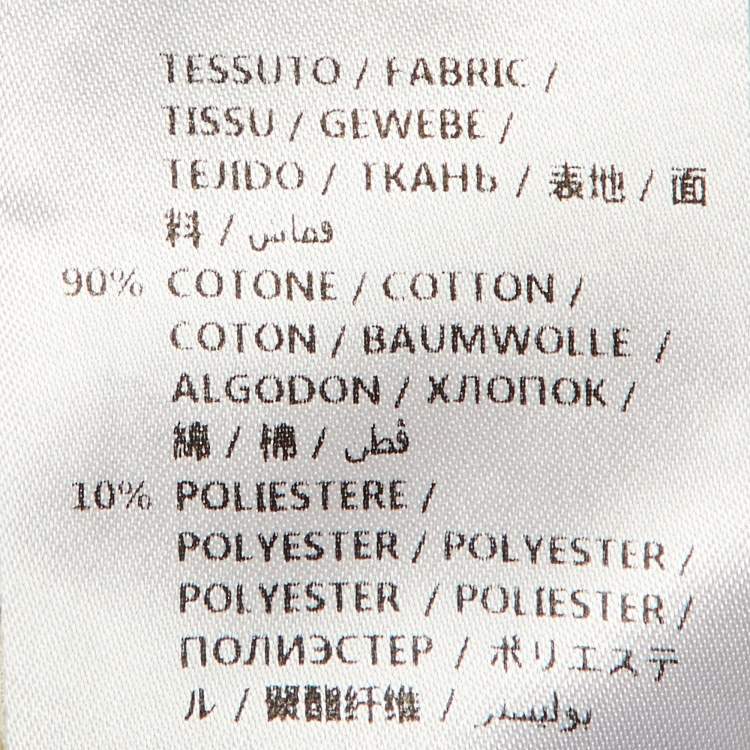 TESSUTO / FABRIC /
TISSU / GEWEBE /
TEJIDO / ТКАНЬ / 表地 / 面
料 / قماش
90% COTONE / COTTON /
COTON / BAUMWOLLE /
ALGODON / ХЛОПОК /
綿 / 棉 / قطن
10% POLIESTERE /
POLYESTER / POLYESTER /
POLYESTER / POLIESTER /
ПОЛИЭСТЕР / ポリエステ
ル / 聚酯纤维 / بوليستر